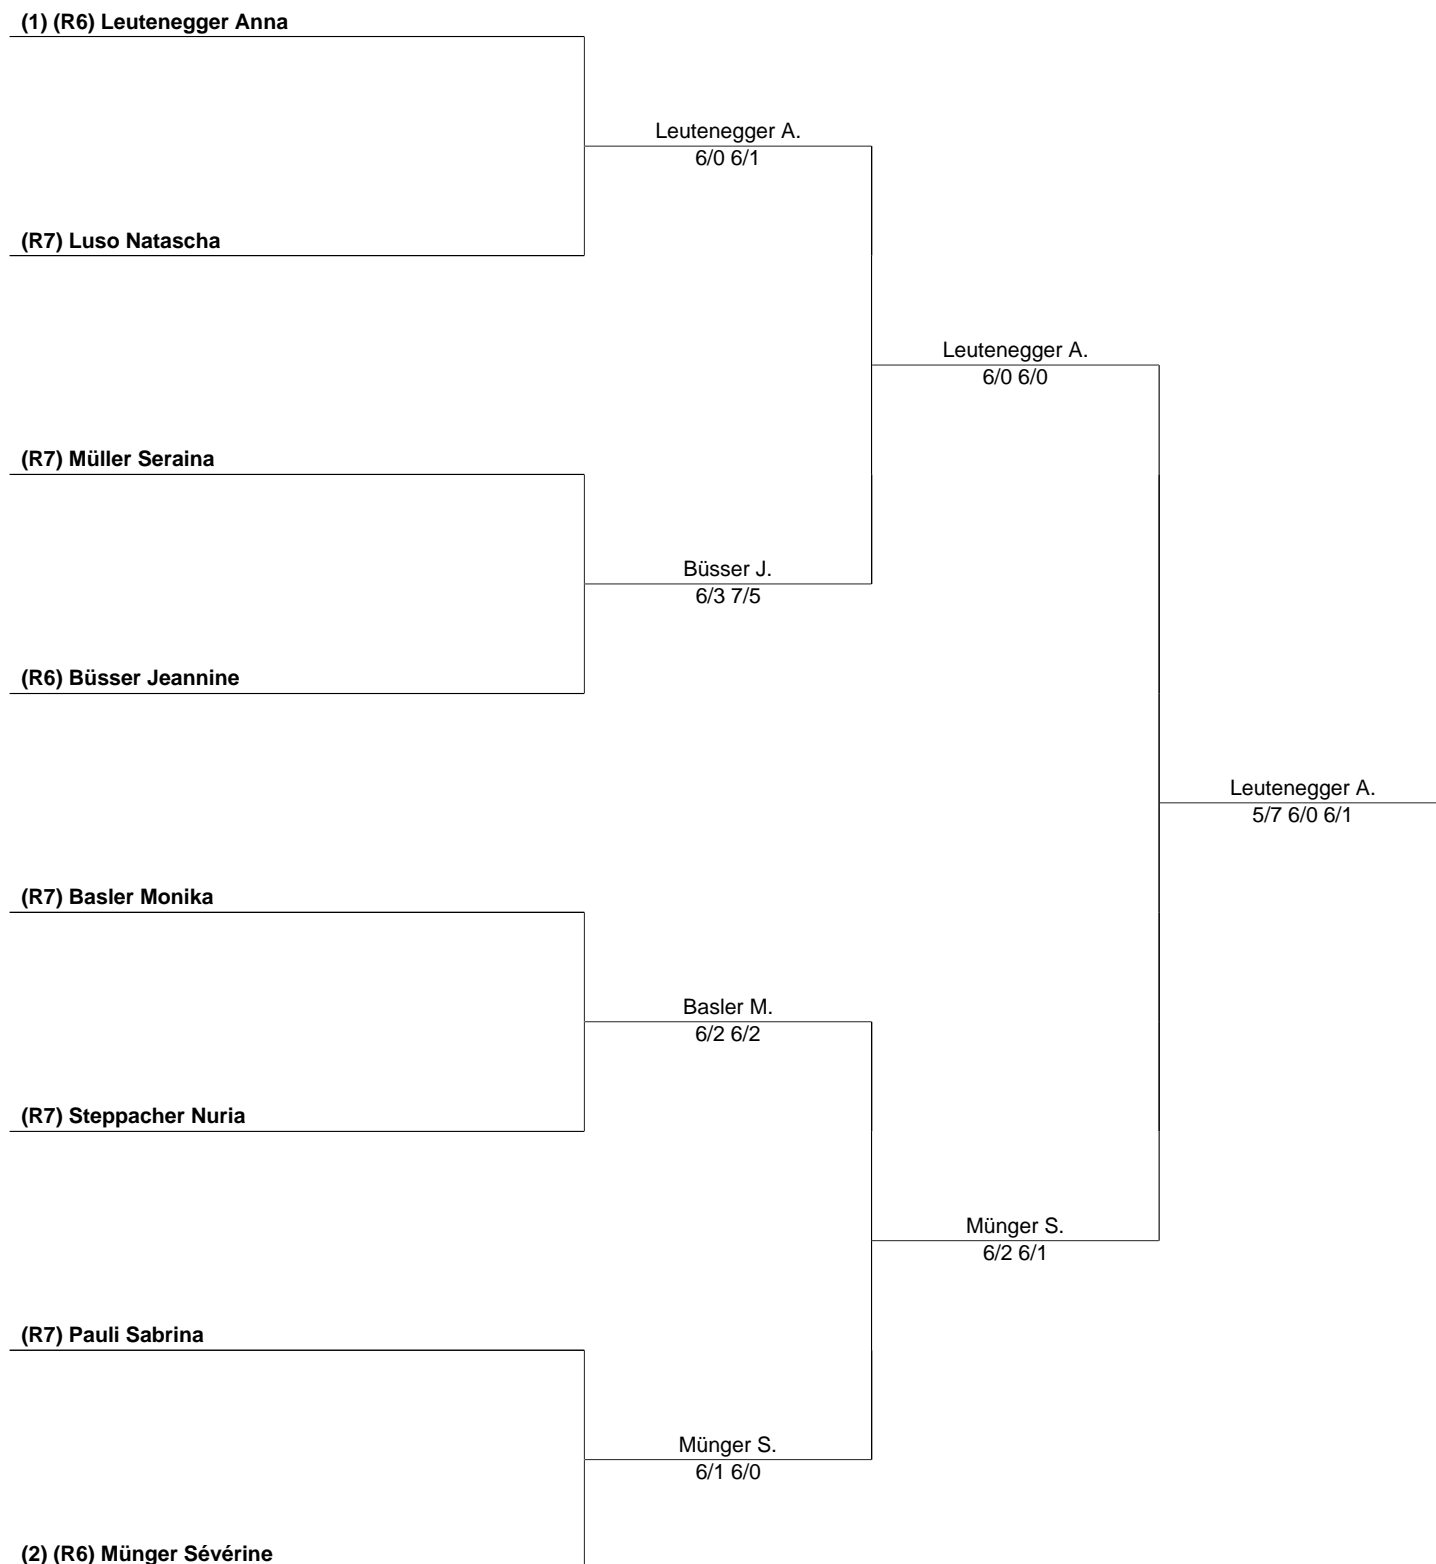 (1) (R6) Leutenegger Anna
Leutenegger A.
6/0 6/1
(R7) Luso Natascha
Leutenegger A.
6/0 6/0
(R7) Müller Seraina
Büsser J.
6/3 7/5
(R6) Büsser Jeannine
Leutenegger A.
5/7 6/0 6/1
(R7) Basler Monika
Basler M.
6/2 6/2
(R7) Steppacher Nuria
Münger S.
6/2 6/1
(R7) Pauli Sabrina
Münger S.
6/1 6/0
(2) (R6) Münger Sévérine